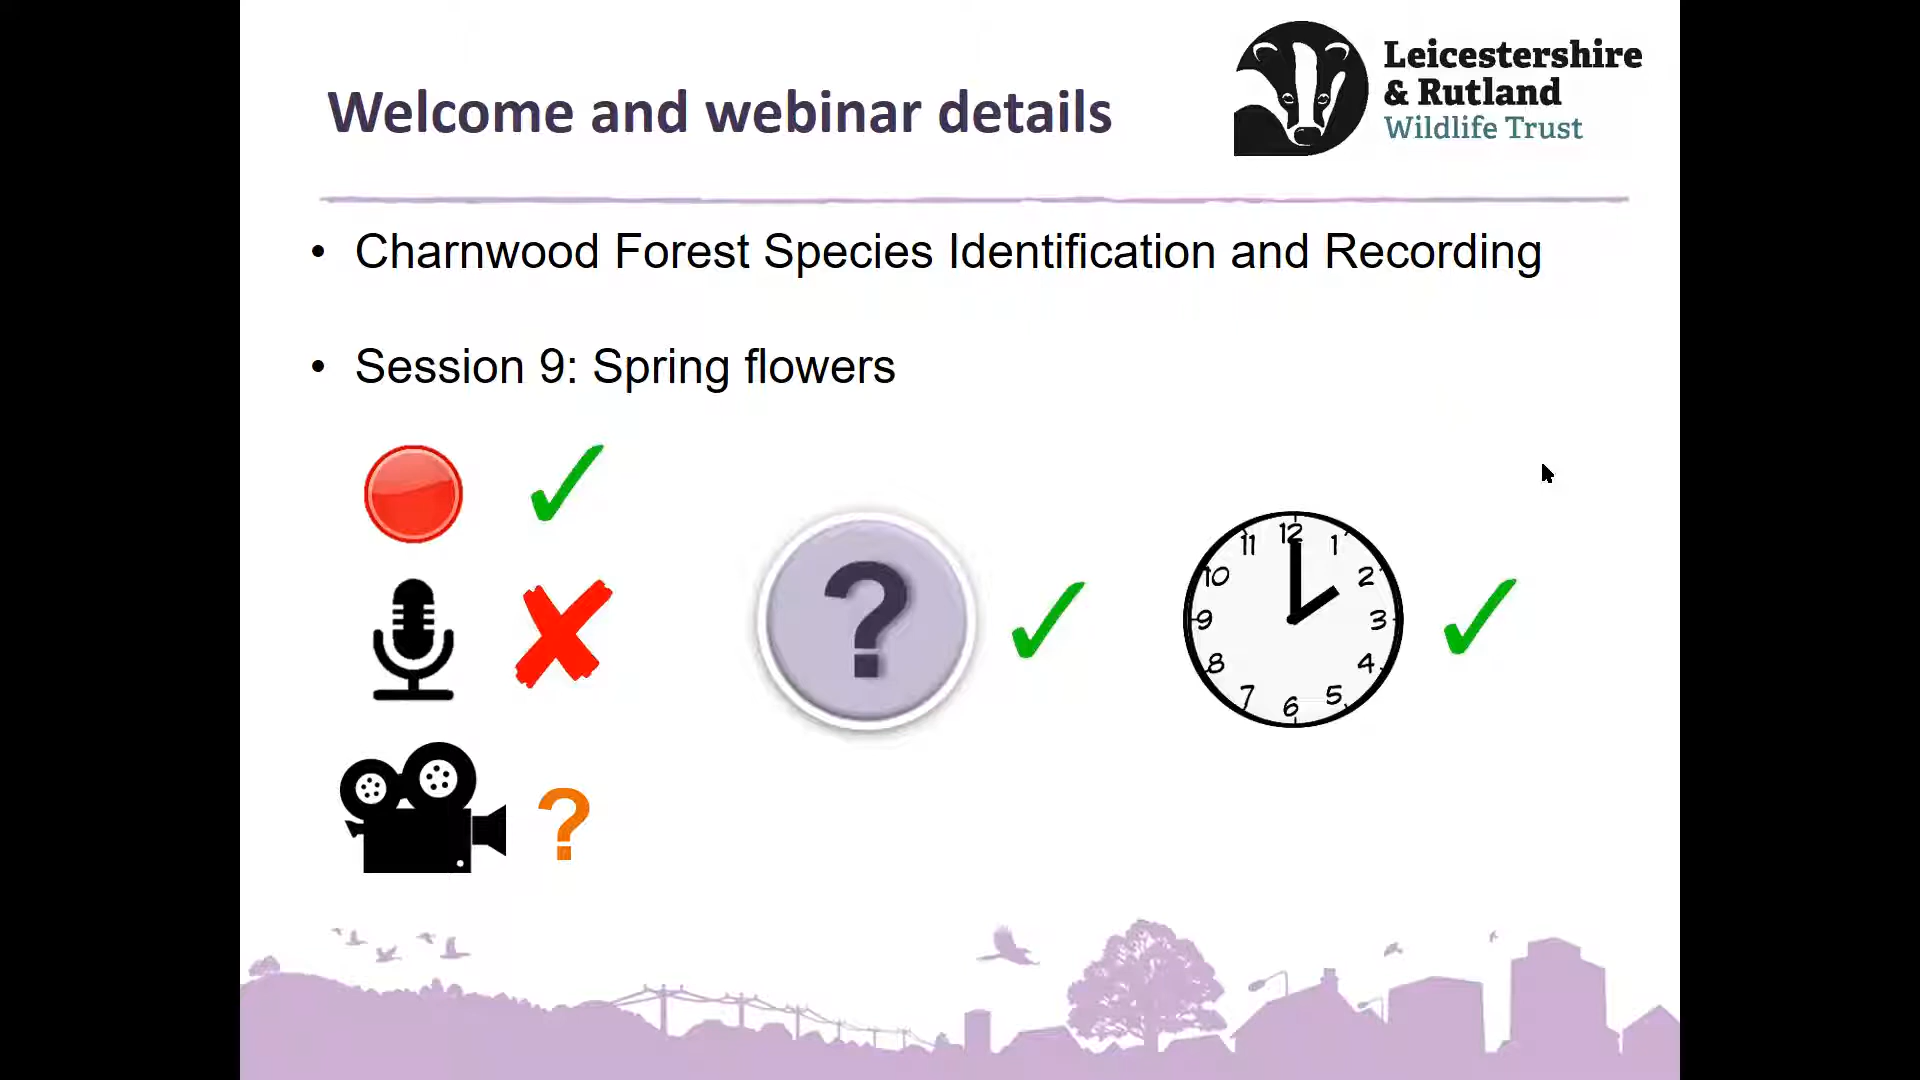 Leicestershire
& Rutland
Wildlife Trust
Welcome and webinar details
• Charnwood Forest Species Identification and Recording
• Session 9: Spring flowers
?
12
11
1
10
2
9
3
8
4
7
5
6
?